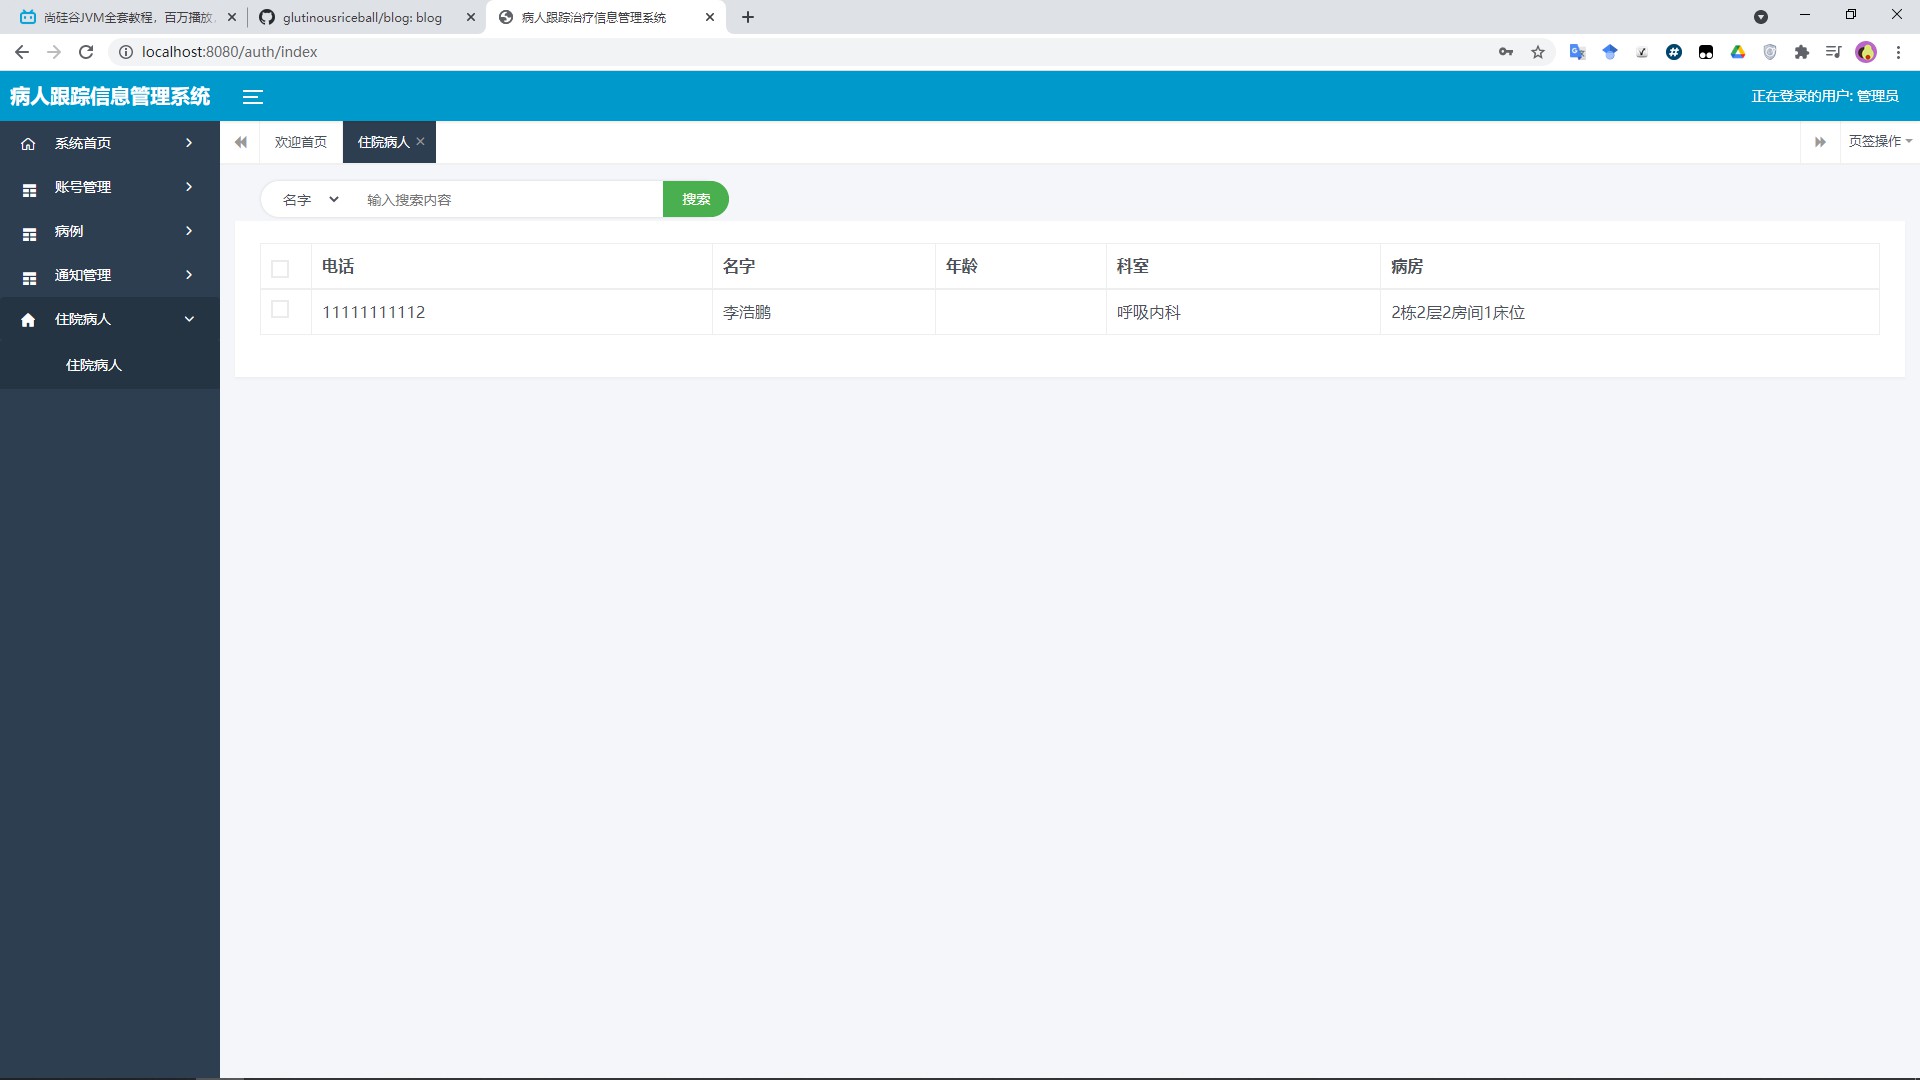 尚硅谷JVM全套教程，百万播放
glutinousriceball/blog: blog
病人跟踪治疗信息管理系统
localhost:8080/auth/index
病人跟踪信息管理系统
正在登录的用户: 管理员
系统首页
账号管理
病例
通知管理
住院病人
住院病人
欢迎首页
住院病人
页签操作
名字
输入搜索内容
搜索
电话 名字 年龄 科室 病房
11111111112 李浩鹏 呼吸内科 2栋2层2房间1床位